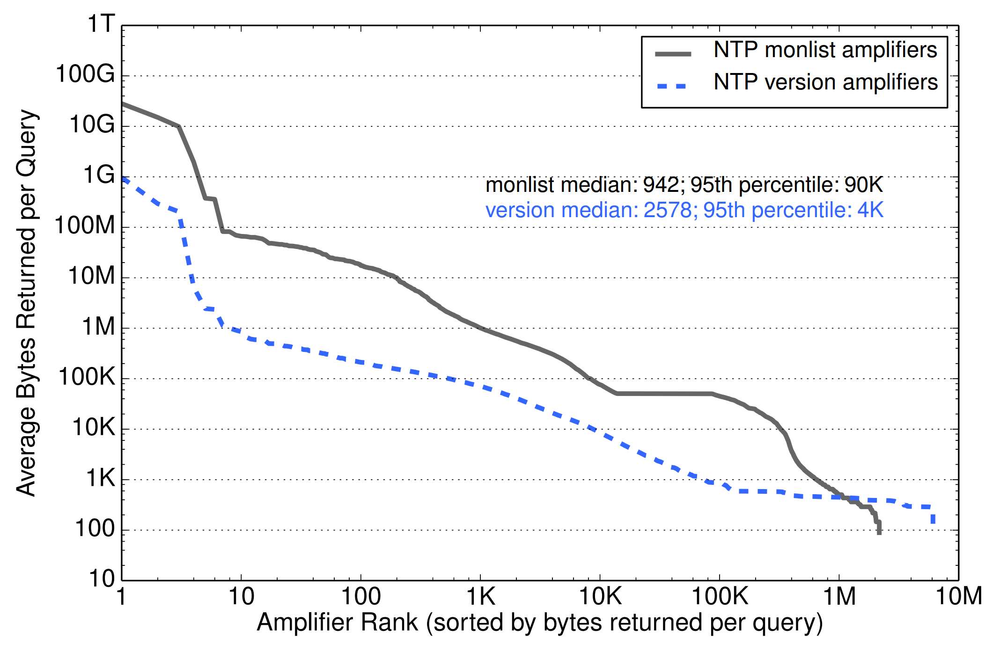 1T
100G
10G
1G
100M
10M
1M
100K
10K
1K
100
10
Average Bytes Returned per Query
NTP monlist amplifiers
NTP version amplifiers
monlist median: 942; 95th percentile: 90K
version median: 2578; 95th percentile: 4K
1 10 100 1K 10K 100K 1M 10M
Amplifier Rank (sorted by bytes returned per query)